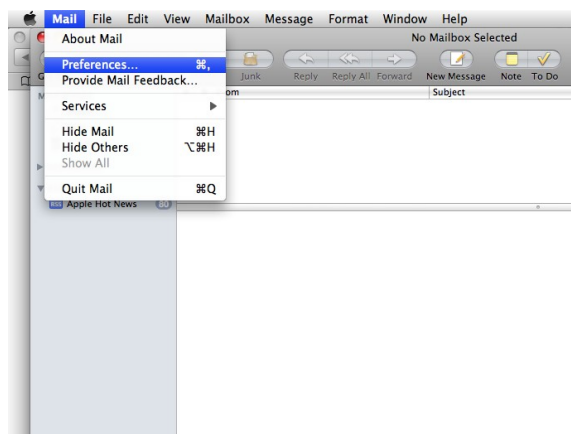 Mail File Edit View Mailbox Message Format Window Help
No Mailbox Selected
About Mail
Preferences... ⌘,
Provide Mail Feedback...
Services
Hide Mail ⌘H
Hide Others ⌥⌘H
Show All
Quit Mail ⌘Q
Junk Reply Reply All Forward New Message Note To Do
Subject
Apple Hot News 80